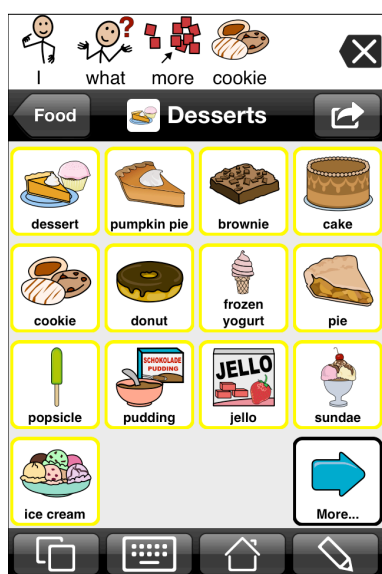 ?
I what more cookie
Food Desserts
dessert pumpkin pie brownie cake
cookie donut frozen yogurt pie
SCHOKOLADE
PUDDING
JELLO
popsicle pudding jello sundae
ice cream More...